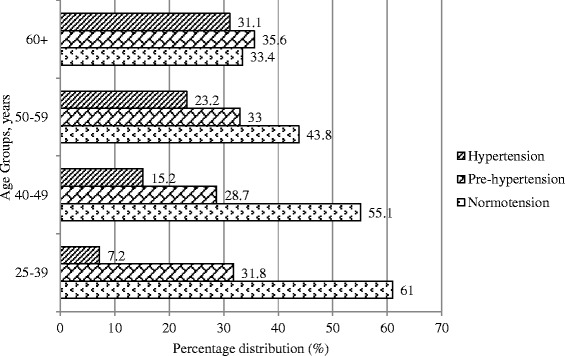 60+
31.1
35.6
33.4
50-59
23.2
33
43.8
40-49
15.2
28.7
55.1
25-39
7.2
31.8
61
Age Groups, years
Hypertension
Pre-hypertension
Normotension
0 10 20 30 40 50 60 70
Percentage distribution (%)